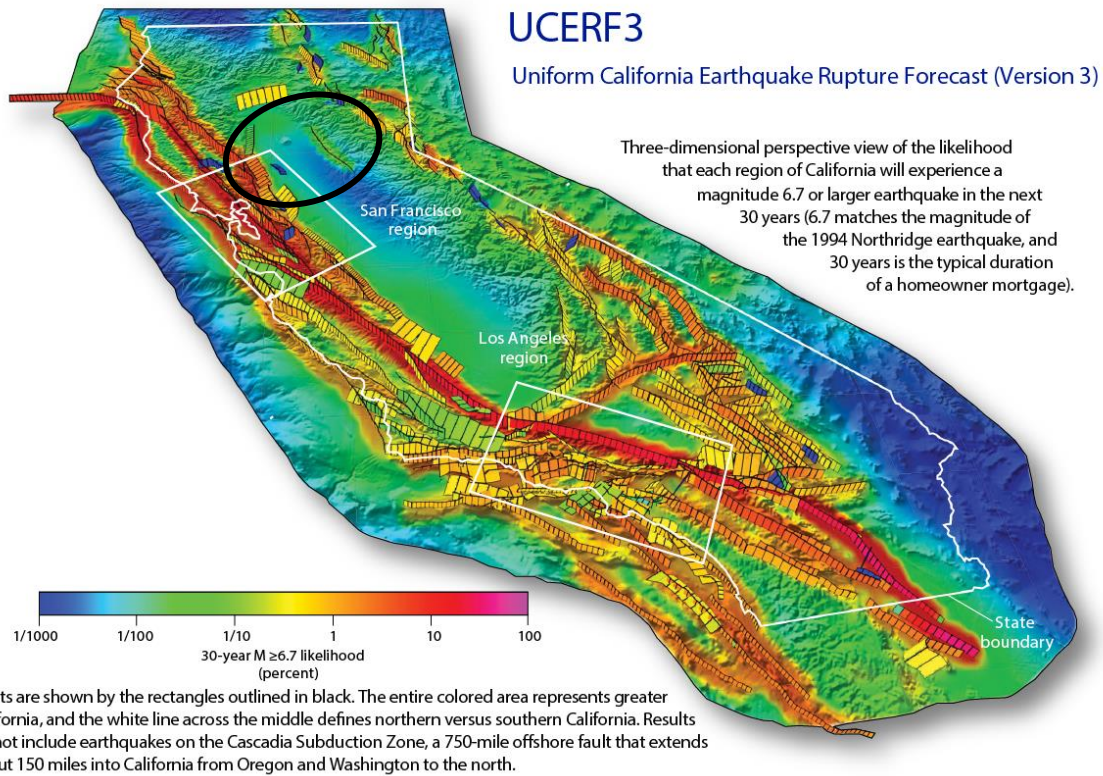 UCERF3
Uniform California Earthquake Rupture Forecast (Version 3)
Three-dimensional perspective view of the likelihood
that each region of California will experience a
magnitude 6.7 or larger earthquake in the next
30 years (6.7 matches the magnitude of
the 1994 Northridge earthquake, and
30 years is the typical duration
of a homeowner mortgage).
San Francisco
region
Los Angeles
region
State
boundary
1/1000 1/100 1/10 1 10 100
30-year M ≥6.7 likelihood
(percent)
ts are shown by the rectangles outlined in black. The entire colored area represents greater
fornia, and the white line across the middle defines northern versus southern California. Results
not include earthquakes on the Cascadia Subduction Zone, a 750-mile offshore fault that extends
ut 150 miles into California from Oregon and Washington to the north.